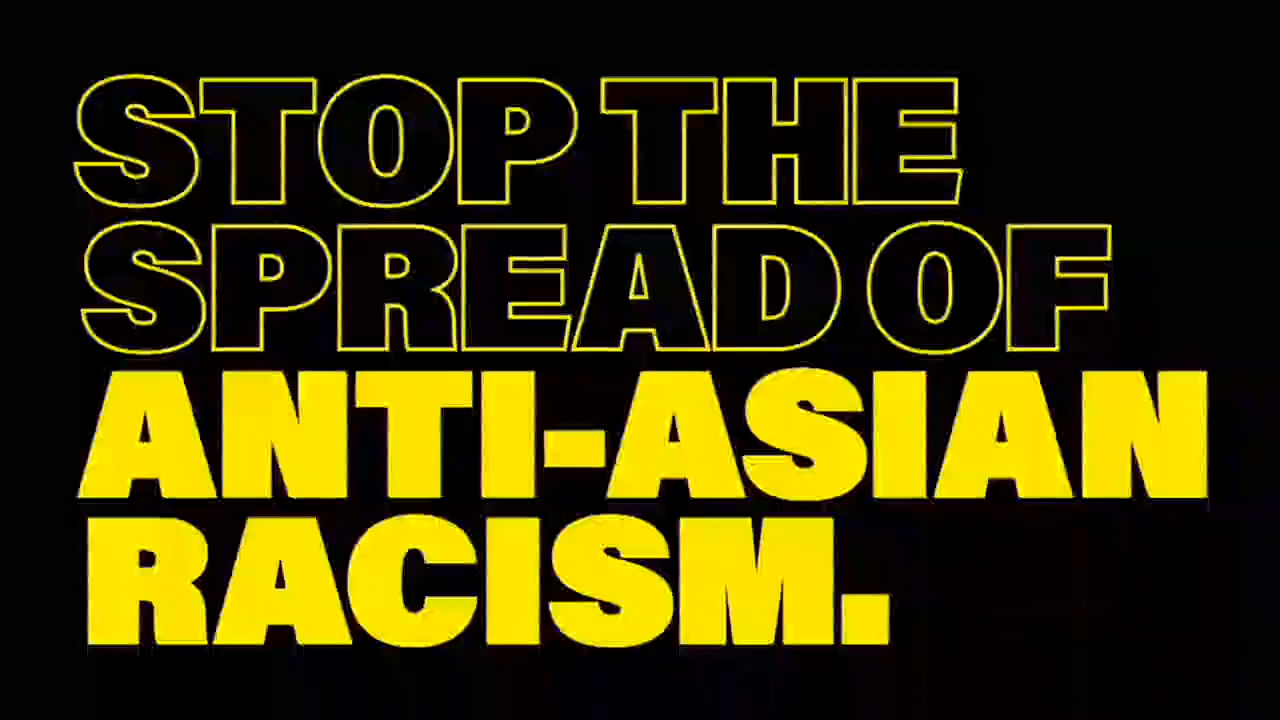 STOP THE
SPREAD OF
ANTI-ASIAN
RACISM.